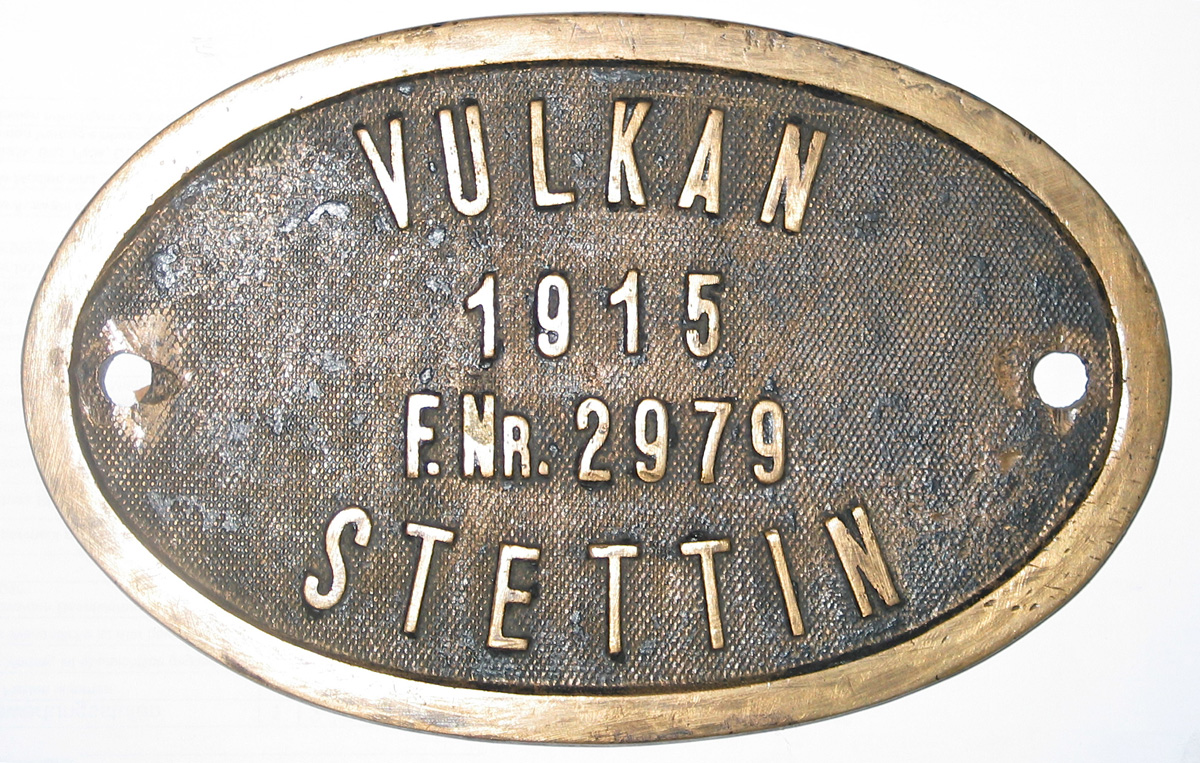 VULKAN
1915
F. Nr. 2979
STETTIN